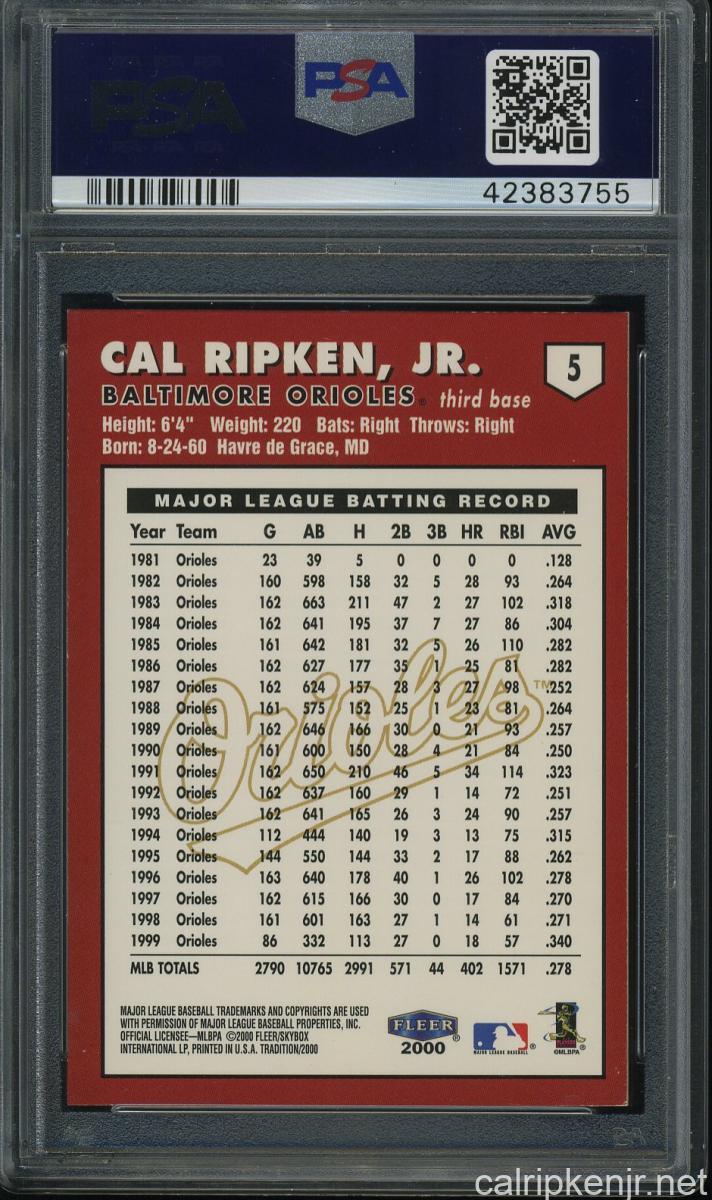 PSA
PSA
42383755
CAL RIPKEN, JR.
5
BALTIMORE ORIOLES® third base
Height: 6'4" Weight: 220 Bats: Right Throws: Right
Born: 8-24-60 Havre de Grace, MD
MAJOR LEAGUE BATTING RECORD
Year Team G AB H 2B 3B HR RBI AVG
1981 Orioles 23 39 5 0 0 0 0 .128
1982 Orioles 160 598 158 32 5 28 93 .264
1983 Orioles 162 663 211 47 2 27 102 .318
1984 Orioles 162 641 195 37 7 27 86 .304
1985 Orioles 161 642 181 32 5 26 110 .282
1986 Orioles 162 627 177 35 1 25 81 .282
1987 Orioles 162 624 157 28 3 27 98 .252
1988 Orioles 161 575 152 25 1 23 81 .264
1989 Orioles 162 646 166 30 0 21 93 .257
1990 Orioles 161 600 150 28 4 21 84 .250
1991 Orioles 162 650 210 46 5 34 114 .323
1992 Orioles 162 637 160 29 1 14 72 .251
1993 Orioles 162 641 165 26 3 24 90 .257
1994 Orioles 112 444 140 19 3 13 75 .315
1995 Orioles 144 550 144 33 2 17 88 .262
1996 Orioles 163 640 178 40 1 26 102 .278
1997 Orioles 162 615 166 30 0 17 84 .270
1998 Orioles 161 601 163 27 1 14 61 .271
1999 Orioles 86 332 113 27 0 18 57 .340
MLB TOTALS 2790 10765 2991 571 44 402 1571 .278
Orioles™
MAJOR LEAGUE BASEBALL TRADEMARKS AND COPYRIGHTS ARE USED
WITH PERMISSION OF MAJOR LEAGUE BASEBALL PROPERTIES, INC.
OFFICIAL LICENSEE—MLBPA ©2000 FLEER/SKYBOX
INTERNATIONAL LP, PRINTED IN U.S.A. TRADITION/2000
FLEER®
2000
MAJOR LEAGUE BASEBALL®
©MLBPA
calripkenjr.net